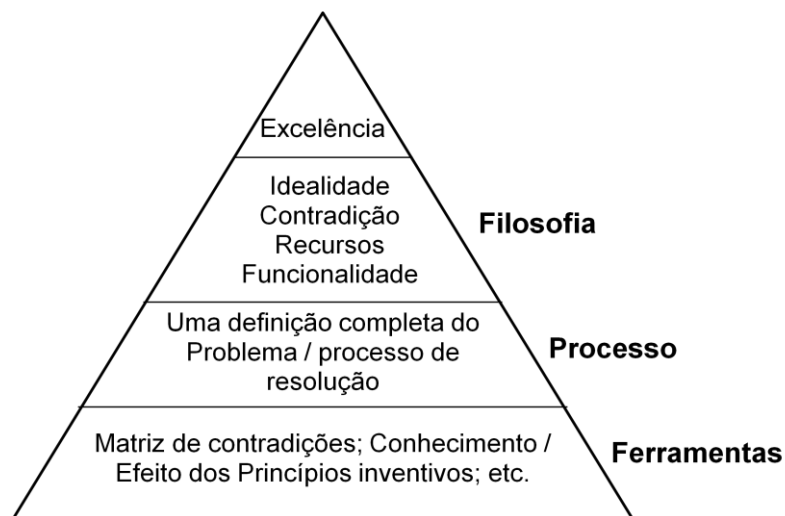 Excelência
Idealidade
Contradição
Recursos
Funcionalidade
Filosofia
Uma definição completa do
Problema / processo de
resolução
Processo
Matriz de contradições; Conhecimento /
Efeito dos Princípios inventivos; etc.
Ferramentas